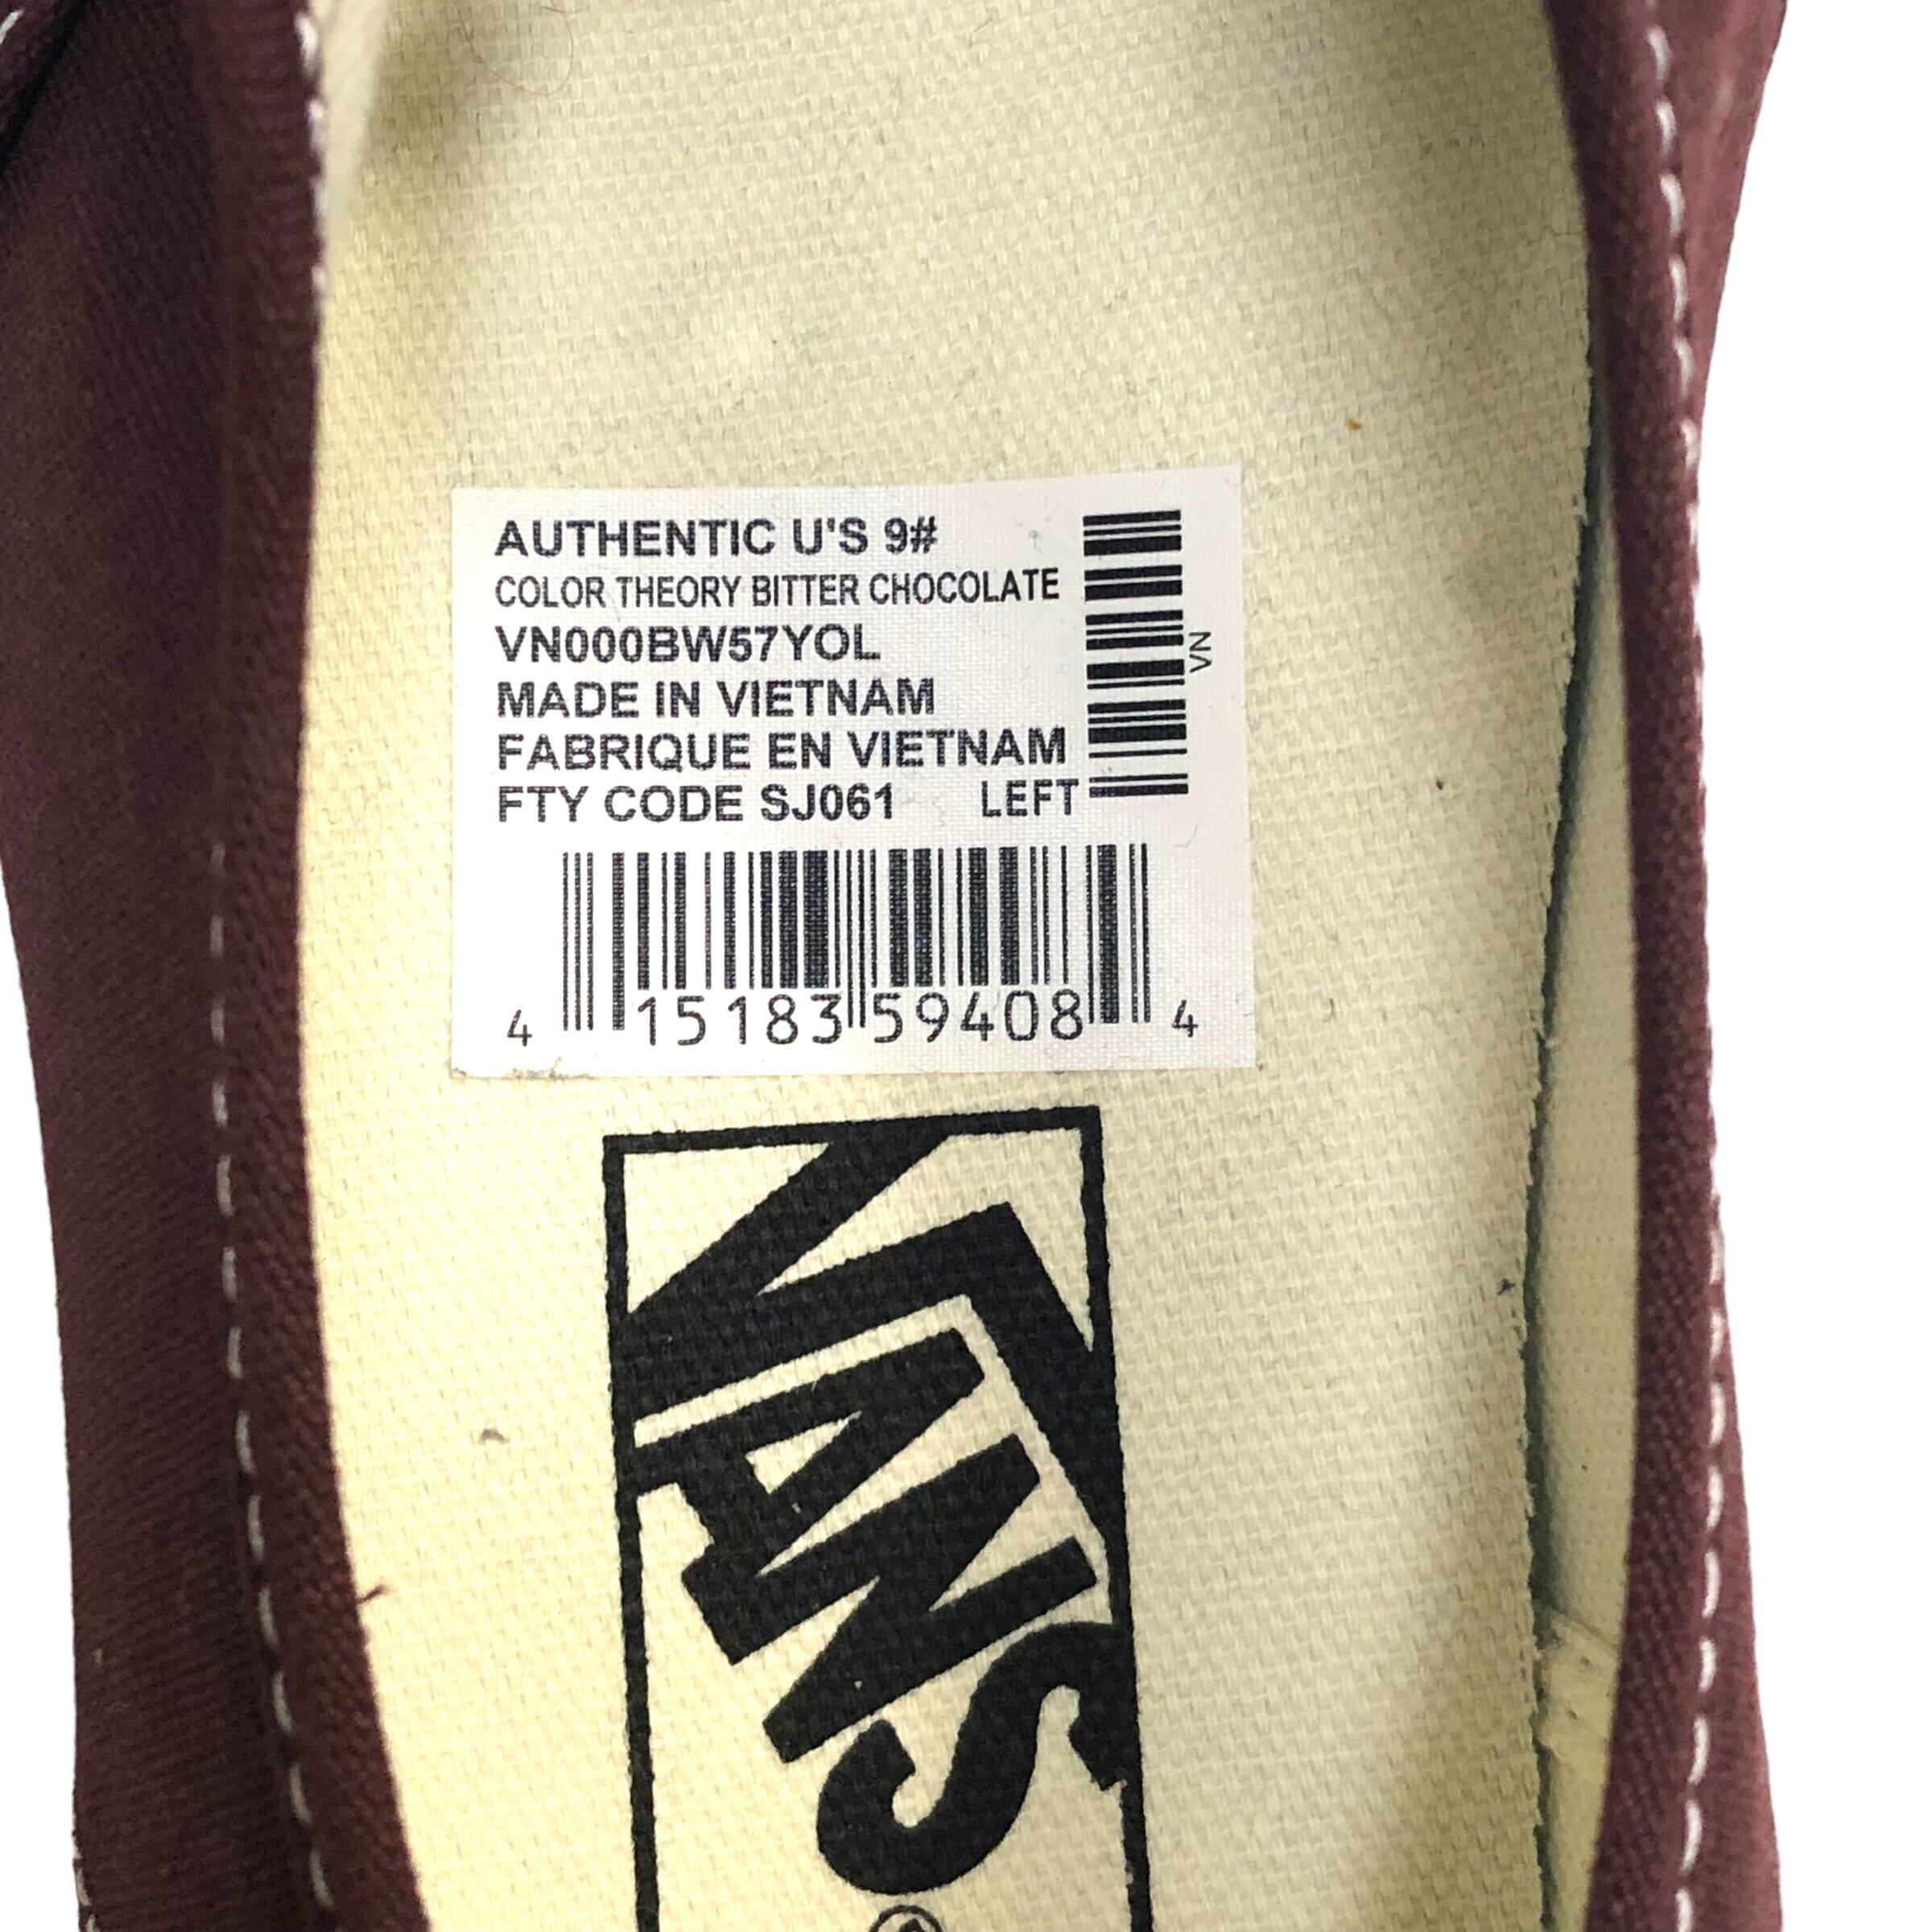 AUTHENTIC U'S 9#
COLOR THEORY BITTER CHOCOLATE
VN000BW57YOL
MADE IN VIETNAM
FABRIQUE EN VIETNAM
FTY CODE SJ061 LEFT
VN
4 15183 59408 4
VANS
®